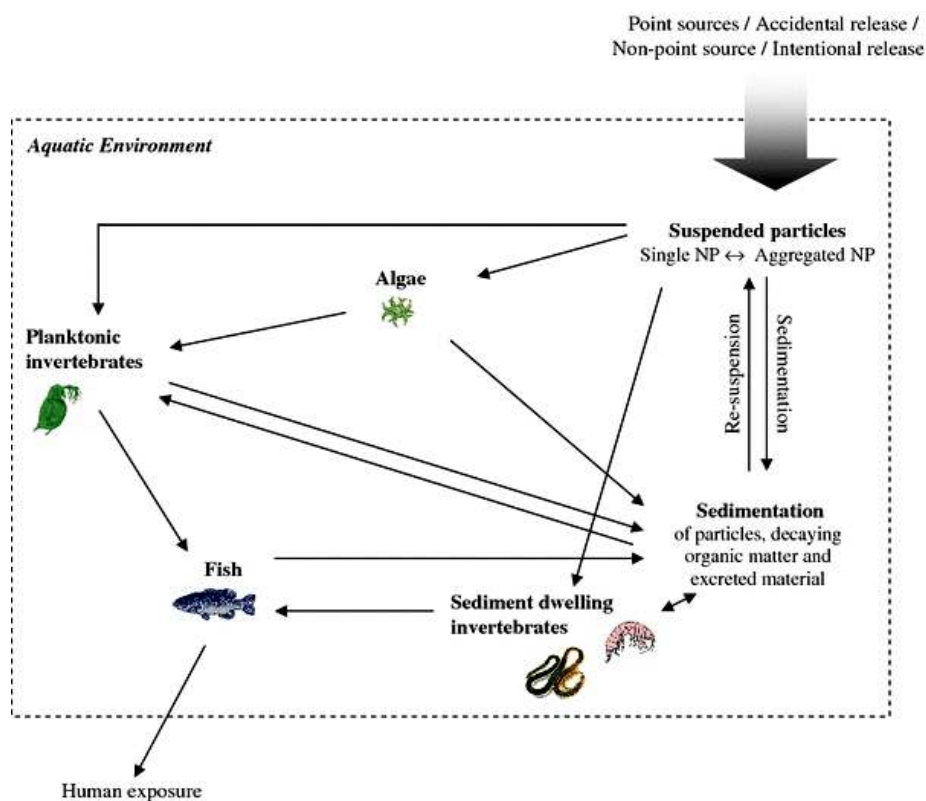 Point sources / Accidental release /
Non-point source / Intentional release
Aquatic Environment
Suspended particles
Single NP ↔ Aggregated NP
Algae
Planktonic
invertebrates
Re-suspension
Sedimentation
Sedimentation
of particles, decaying
organic matter and
excreted material
Fish
Sediment dwelling
invertebrates
Human exposure